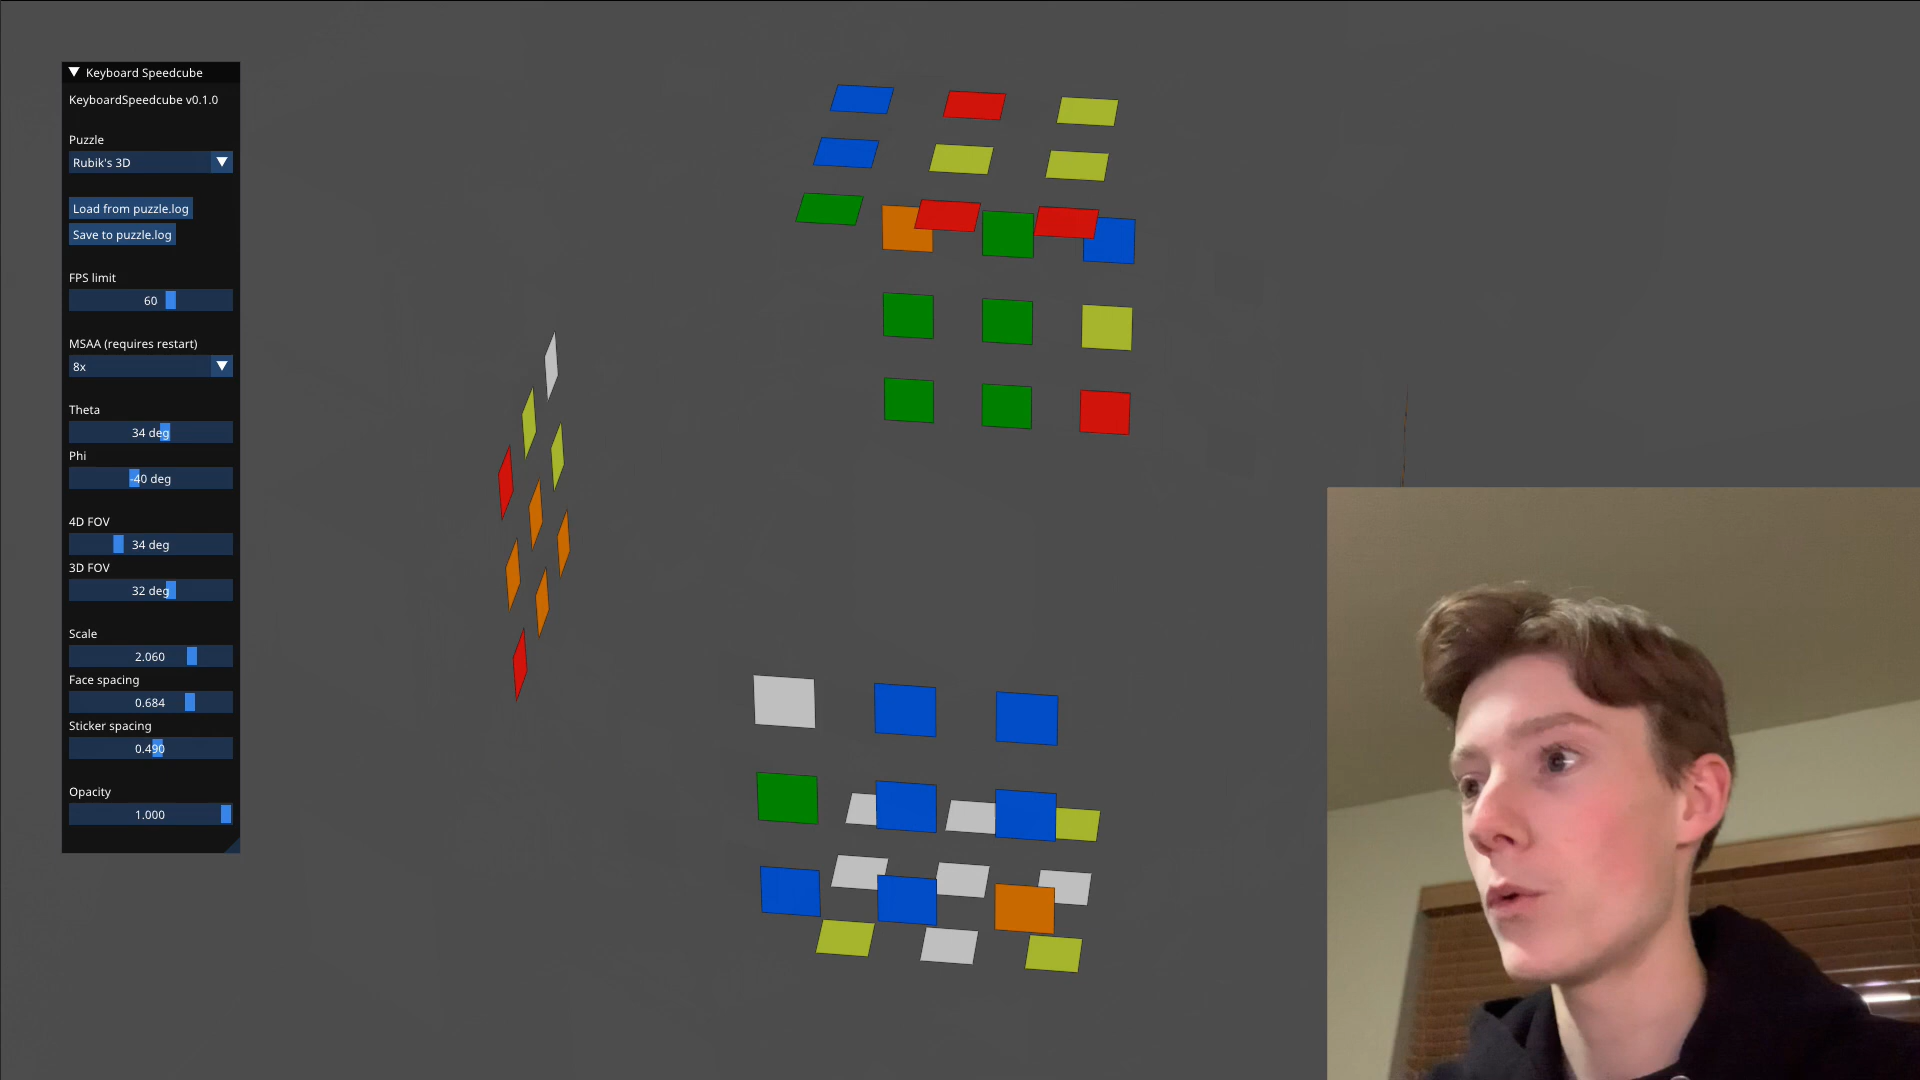 Keyboard Speedcube
KeyboardSpeedcube v0.1.0
Puzzle
Rubik's 3D
Load from puzzle.log
Save to puzzle.log
FPS limit
60
MSAA (requires restart)
8x
Theta
34 deg
Phi
-40 deg
4D FOV
34 deg
3D FOV
32 deg
Scale
2.060
Face spacing
0.684
Sticker spacing
0.490
Opacity
1.000